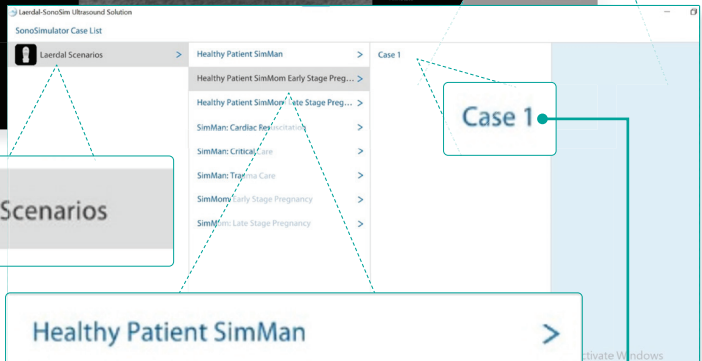 Laerdal-SonoSim Ultrasound Solution
SonoSimulator Case List
Laerdal Scenarios >
Healthy Patient SimMan >
Healthy Patient SimMom Early Stage Preg... >
Healthy Patient SimMom Late Stage Preg... >
SimMan: Cardiac Resuscitation >
SimMan: Critical Care >
SimMan: Trauma Care >
SimMom: Early Stage Pregnancy >
SimMom: Late Stage Pregnancy >
Case 1
Case 1
Scenarios
Healthy Patient SimMan >
ctivate Windows